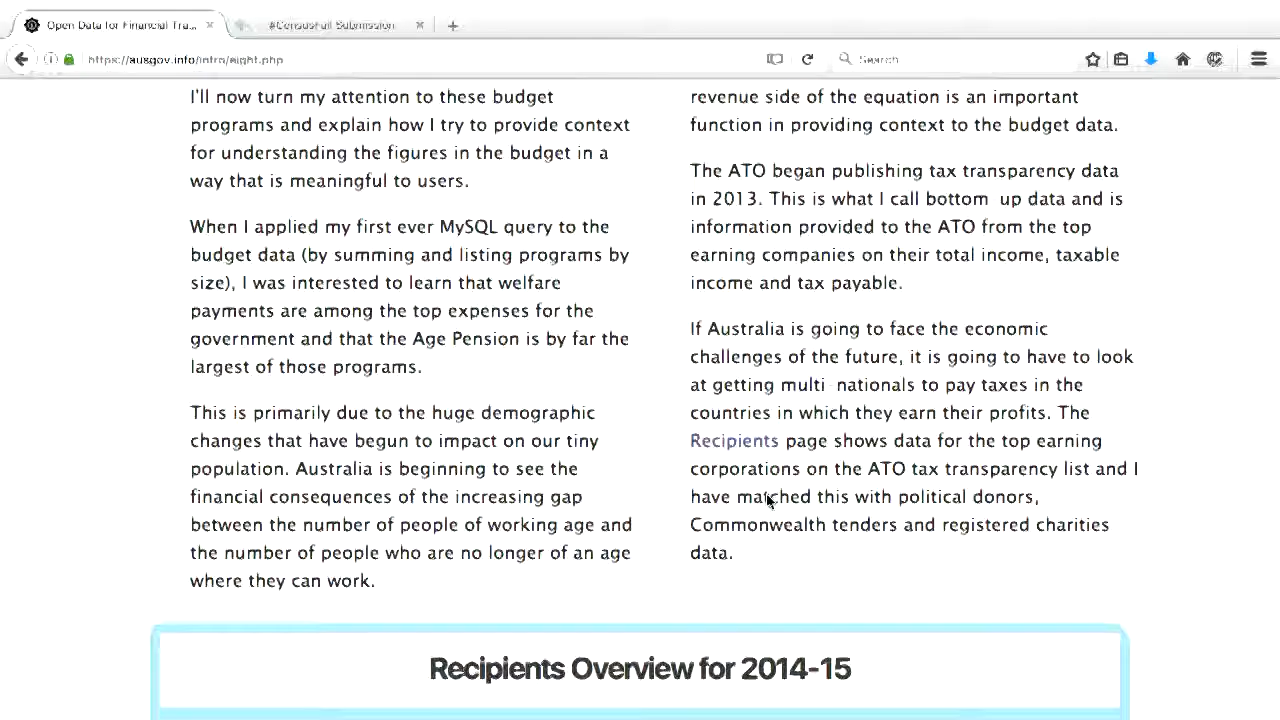 Open Data for Financial Tra...
#CensusFail Submission
https://ausgov.info/intro/eight.php
Search
I'll now turn my attention to these budget
programs and explain how I try to provide context
for understanding the figures in the budget in a
way that is meaningful to users.
When I applied my first ever MySQL query to the
budget data (by summing and listing programs by
size), I was interested to learn that welfare
payments are among the top expenses for the
government and that the Age Pension is by far the
largest of those programs.
This is primarily due to the huge demographic
changes that have begun to impact on our tiny
population. Australia is beginning to see the
financial consequences of the increasing gap
between the number of people of working age and
the number of people who are no longer of an age
where they can work.
revenue side of the equation is an important
function in providing context to the budget data.
The ATO began publishing tax transparency data
in 2013. This is what I call bottom up data and is
information provided to the ATO from the top
earning companies on their total income, taxable
income and tax payable.
If Australia is going to face the economic
challenges of the future, it is going to have to look
at getting multi nationals to pay taxes in the
countries in which they earn their profits. The
Recipients page shows data for the top earning
corporations on the ATO tax transparency list and I
have matched this with political donors,
Commonwealth tenders and registered charities
data.
Recipients Overview for 2014-15